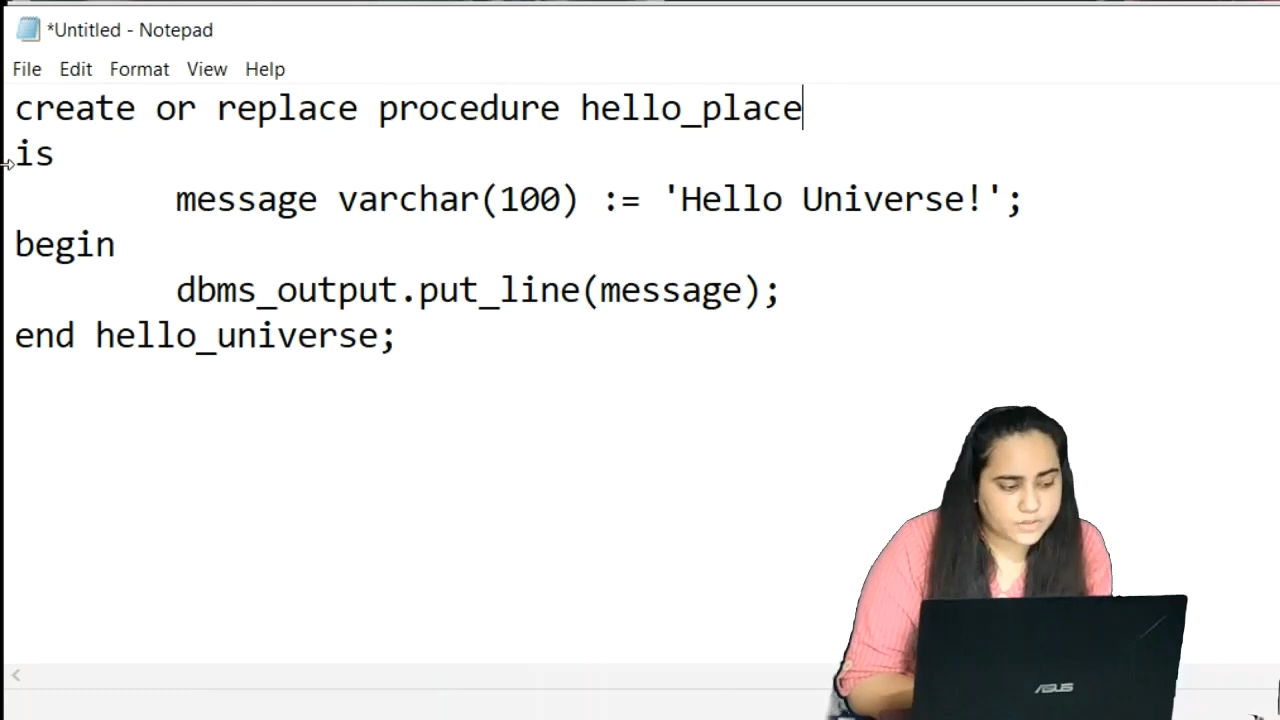 *Untitled - Notepad
File Edit Format View Help
create or replace procedure hello_place
is
message varchar(100) := 'Hello Universe!';
begin
dbms_output.put_line(message);
end hello_universe;
ASUS